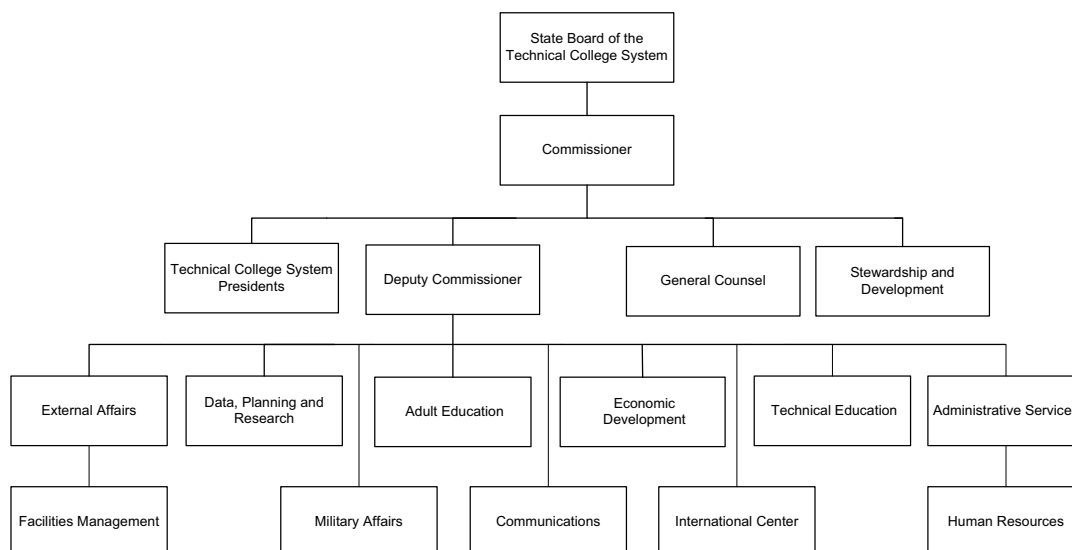 State Board of the
Technical College System
Commissioner
Technical College System
Presidents
Deputy Commissioner
General Counsel
Stewardship and
Development
External Affairs
Data, Planning and
Research
Adult Education
Economic
Development
Technical Education
Administrative Service
Facilities Management
Military Affairs
Communications
International Center
Human Resources